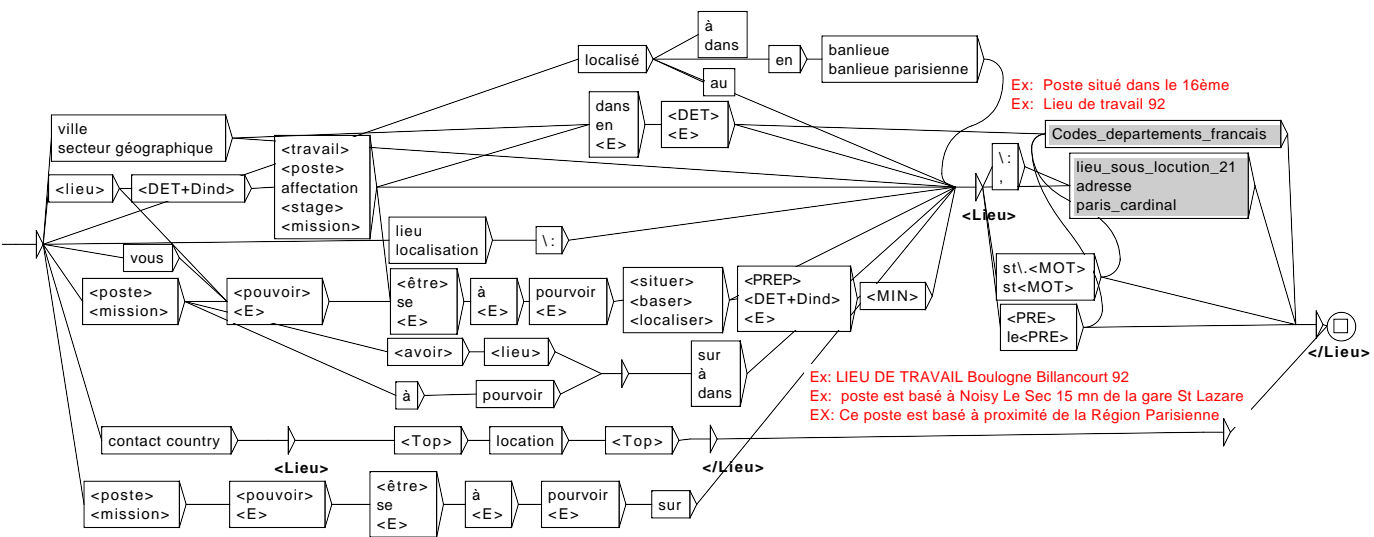 à
dans
localisé
en
banlieue
banlieue parisienne
au
Ex: Poste situé dans le 16ème
Ex: Lieu de travail 92
dans
en
<E>
<DET>
<E>
ville
secteur géographique
Codes_departements_francais
<travail>
<poste>
affectation
<stage>
<mission>
\:
,
lieu_sous_locution_21
adresse
paris_cardinal
<lieu>
<DET+Dind>
<Lieu>
lieu
localisation
\:
vous
st\.<MOT>
st<MOT>
<poste>
<mission>
<pouvoir>
<E>
<être>
se
<E>
à
<E>
pourvoir
<E>
<situer>
<baser>
<localiser>
<PREP>
<DET+Dind>
<E>
<MIN>
<PRE>
le<PRE>
</Lieu>
<avoir>
<lieu>
sur
à
dans
à
pourvoir
Ex: LIEU DE TRAVAIL Boulogne Billancourt 92
Ex: poste est basé à Noisy Le Sec 15 mn de la gare St Lazare
EX: Ce poste est basé à proximité de la Région Parisienne
contact country
<Lieu>
<Top>
location
<Top>
</Lieu>
<poste>
<mission>
<pouvoir>
<E>
<être>
se
<E>
à
<E>
pourvoir
<E>
sur